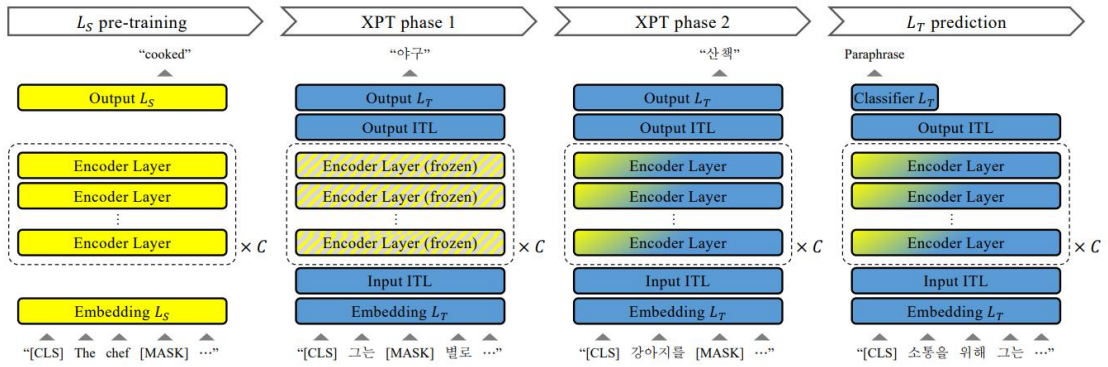 L_S pre-training
XPT phase 1
XPT phase 2
L_T prediction
“cooked”
“야구”
“산책”
Paraphrase
Output L_S
Output L_T
Output L_T
Classifier L_T
Output ITL
Output ITL
Output ITL
Encoder Layer
Encoder Layer (frozen)
Encoder Layer
Encoder Layer
Encoder Layer
Encoder Layer (frozen)
Encoder Layer
Encoder Layer
⋮
⋮
⋮
⋮
Encoder Layer
Encoder Layer (frozen)
Encoder Layer
Encoder Layer
× C
× C
× C
× C
Input ITL
Input ITL
Input ITL
Embedding L_S
Embedding L_T
Embedding L_T
Embedding L_T
“[CLS] The chef [MASK] …”
“[CLS] 그는 [MASK] 별로 …”
“[CLS] 강아지를 [MASK] …”
“[CLS] 소통을 위해 그는 …”